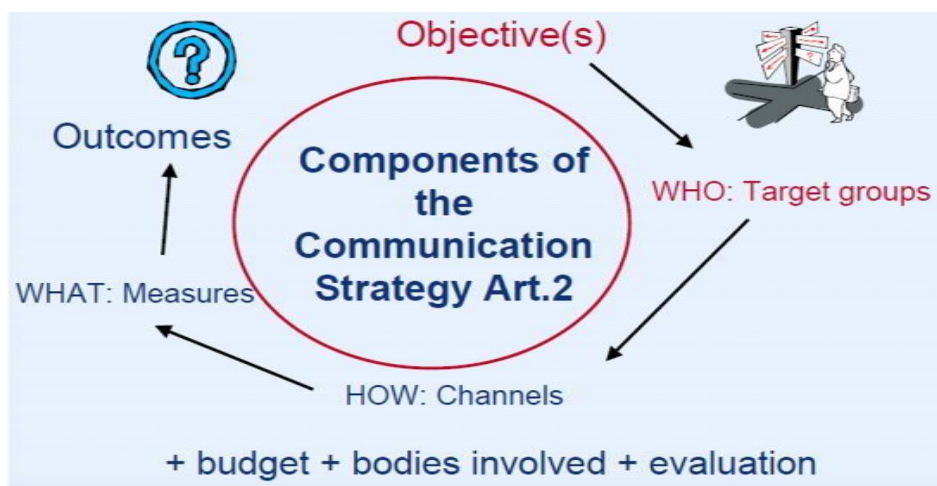 Objective(s)
Outcomes
Components of
the
Communication
Strategy Art.2
WHO: Target groups
WHAT: Measures
HOW: Channels
+ budget + bodies involved + evaluation